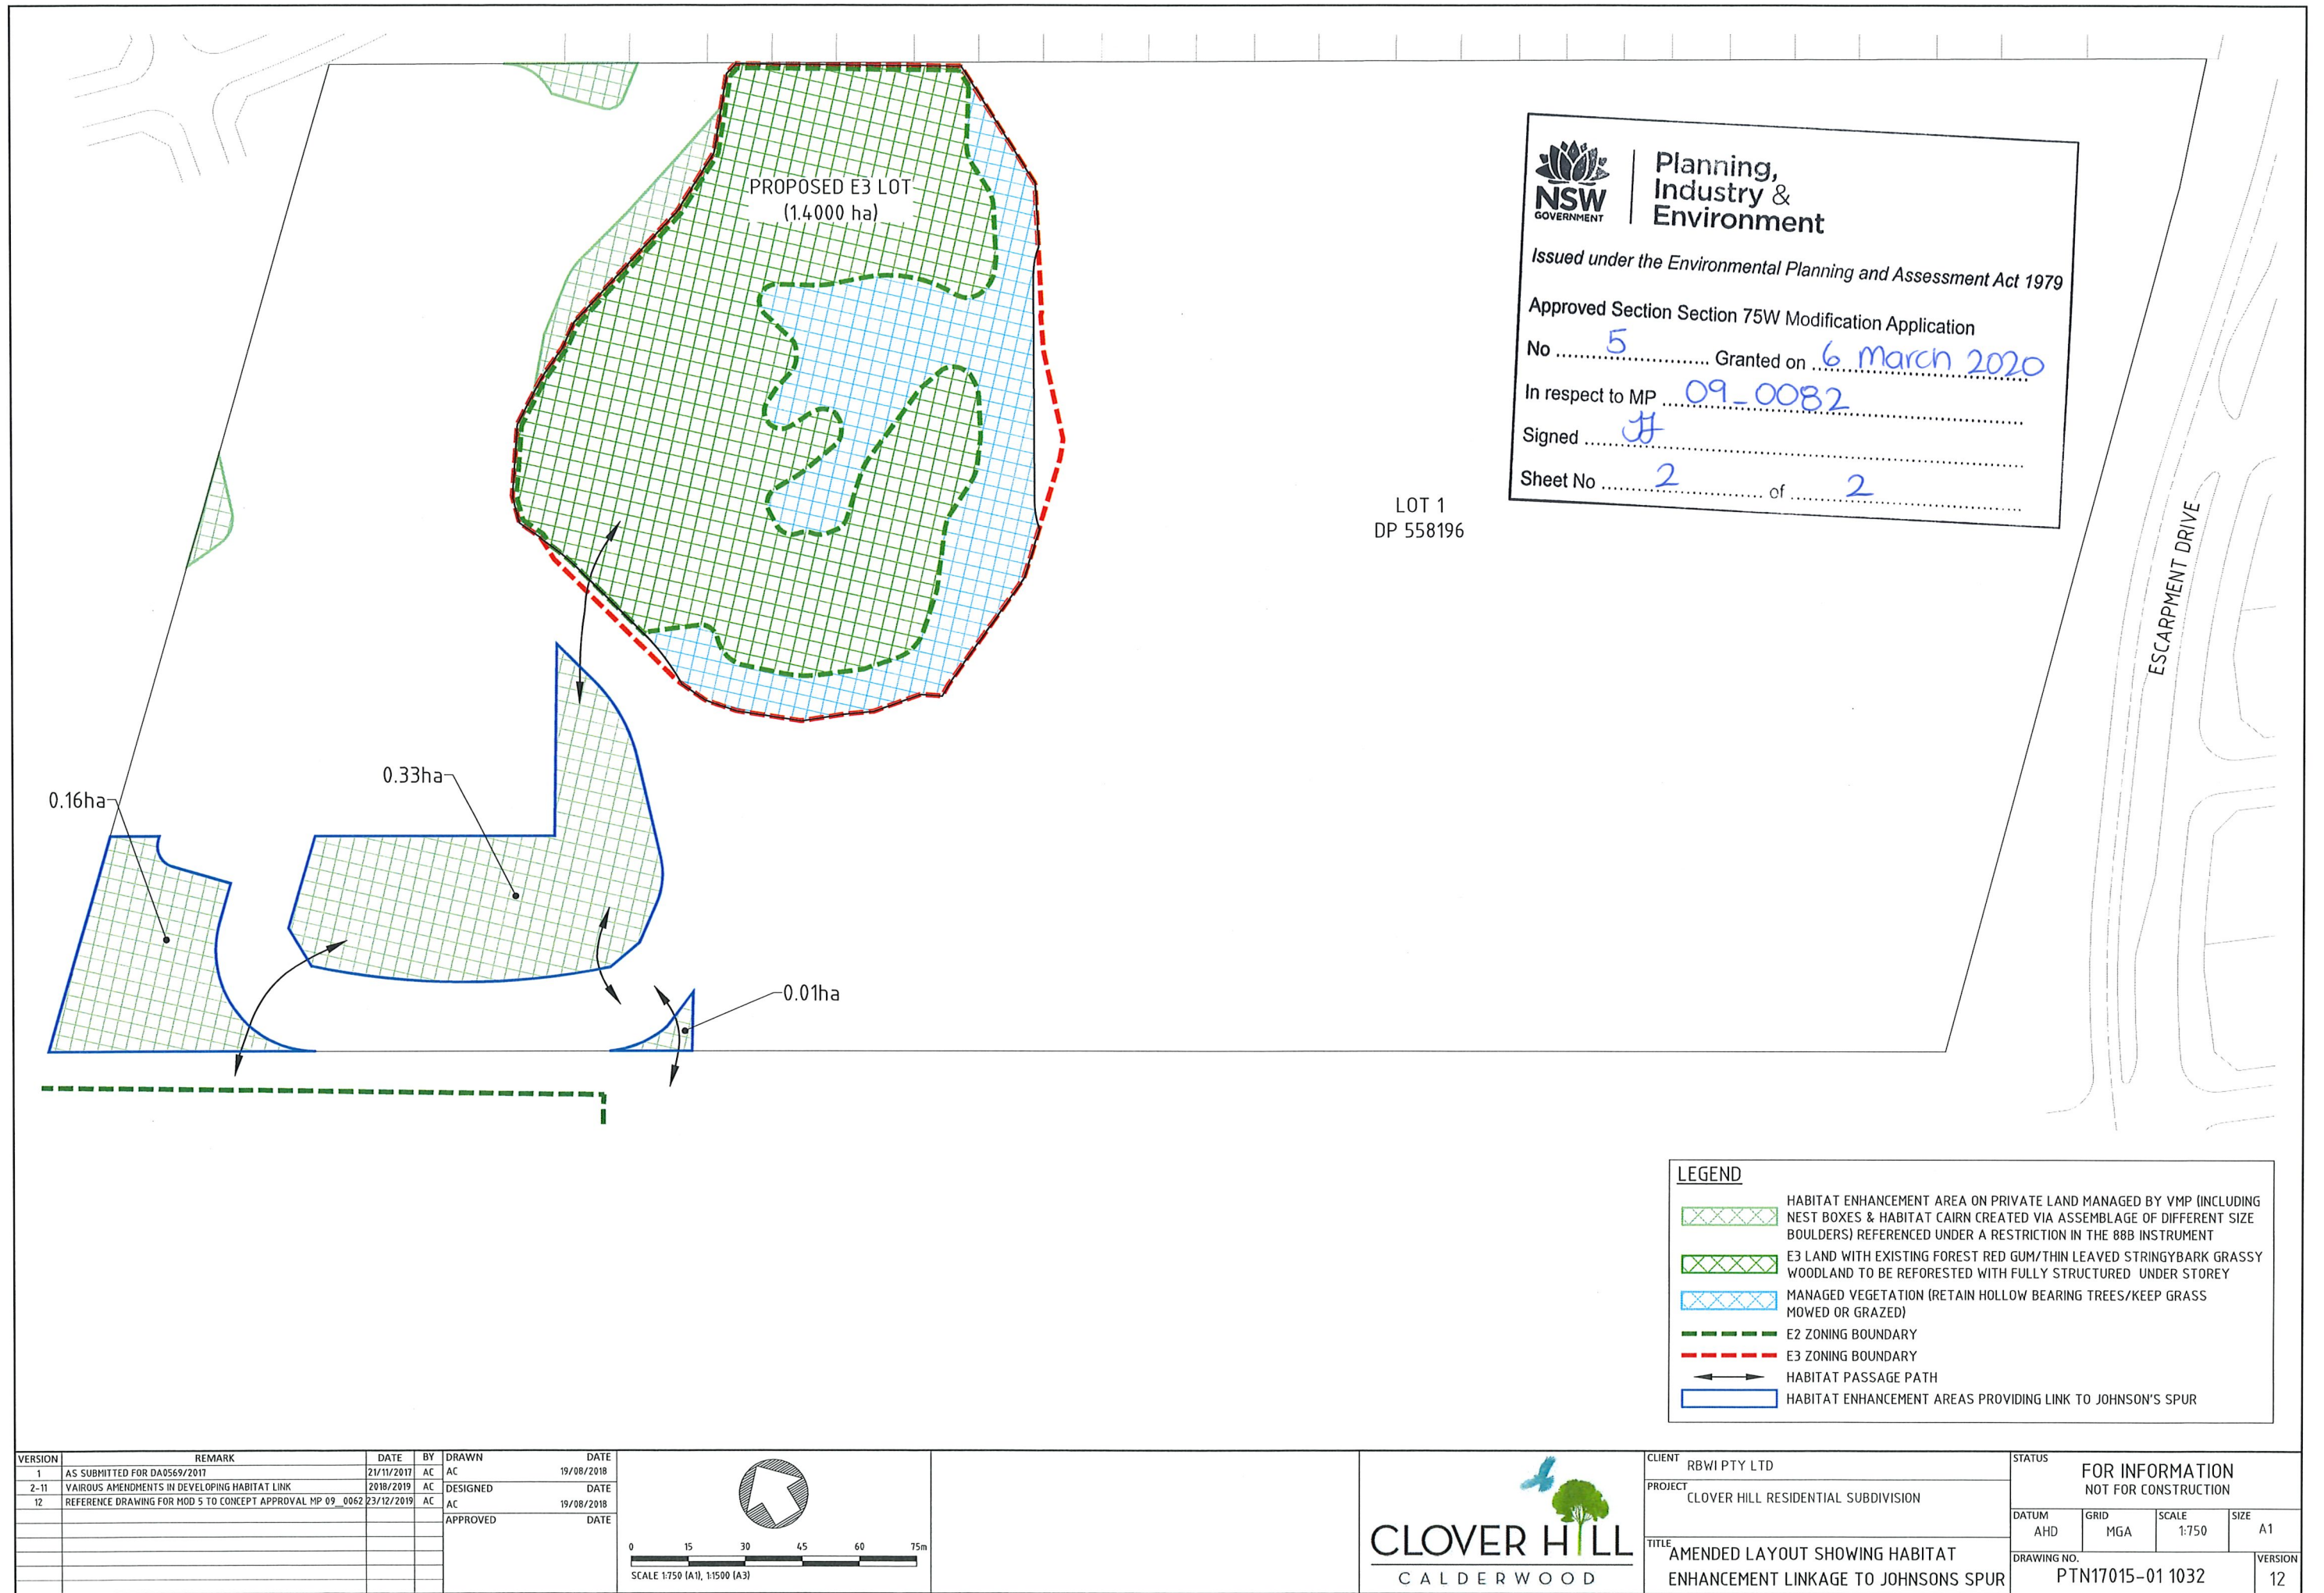 PROPOSED E3 LOT
(1.4000 ha)
NSW
GOVERNMENT
Planning,
Industry &
Environment
Issued under the Environmental Planning and Assessment Act 1979
Approved Section Section 75W Modification Application
No 5 Granted on 6 March 2020
In respect to MP 09_0082
Signed
Sheet No 2 of 2
LOT 1
DP 558196
ESCARPMENT DRIVE
0.16ha
0.33ha
0.01ha
LEGEND
HABITAT ENHANCEMENT AREA ON PRIVATE LAND MANAGED BY VMP (INCLUDING
NEST BOXES & HABITAT CAIRN CREATED VIA ASSEMBLAGE OF DIFFERENT SIZE
BOULDERS) REFERENCED UNDER A RESTRICTION IN THE 88B INSTRUMENT
E3 LAND WITH EXISTING FOREST RED GUM/THIN LEAVED STRINGYBARK GRASSY
WOODLAND TO BE REFORESTED WITH FULLY STRUCTURED UNDER STOREY
MANAGED VEGETATION (RETAIN HOLLOW BEARING TREES/KEEP GRASS
MOWED OR GRAZED)
E2 ZONING BOUNDARY
E3 ZONING BOUNDARY
HABITAT PASSAGE PATH
HABITAT ENHANCEMENT AREAS PROVIDING LINK TO JOHNSON'S SPUR
VERSION REMARK DATE BY
1 AS SUBMITTED FOR DA0569/2017 21/11/2017 AC
2-11 VAIROUS AMENDMENTS IN DEVELOPING HABITAT LINK 2018/2019 AC
12 REFERENCE DRAWING FOR MOD 5 TO CONCEPT APPROVAL MP 09_0062 23/12/2019 AC
DRAWN DATE
AC 19/08/2018
DESIGNED DATE
AC 19/08/2018
APPROVED DATE
0 15 30 45 60 75m
SCALE 1:750 (A1), 1:1500 (A3)
CLOVER HILL
CALDERWOOD
CLIENT
RBWI PTY LTD
PROJECT
CLOVER HILL RESIDENTIAL SUBDIVISION
TITLE
AMENDED LAYOUT SHOWING HABITAT
ENHANCEMENT LINKAGE TO JOHNSONS SPUR
STATUS
FOR INFORMATION
NOT FOR CONSTRUCTION
DATUM GRID SCALE SIZE
AHD MGA 1:750 A1
DRAWING NO. VERSION
PTN17015-01 1032 12